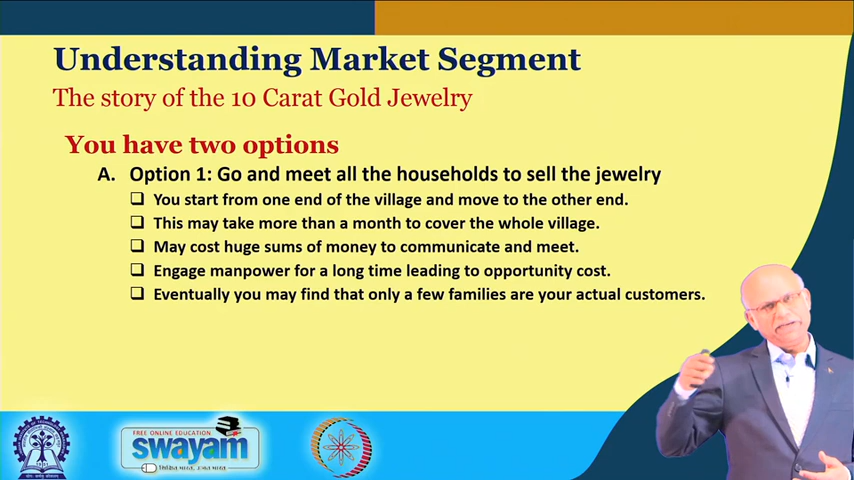 Understanding Market Segment
The story of the 10 Carat Gold Jewelry
You have two options
A. Option 1: Go and meet all the households to sell the jewelry
You start from one end of the village and move to the other end.
This may take more than a month to cover the whole village.
May cost huge sums of money to communicate and meet.
Engage manpower for a long time leading to opportunity cost.
Eventually you may find that only a few families are your actual customers.
FREE ONLINE EDUCATION
swayam
शिक्षित भारत, उन्नत भारत